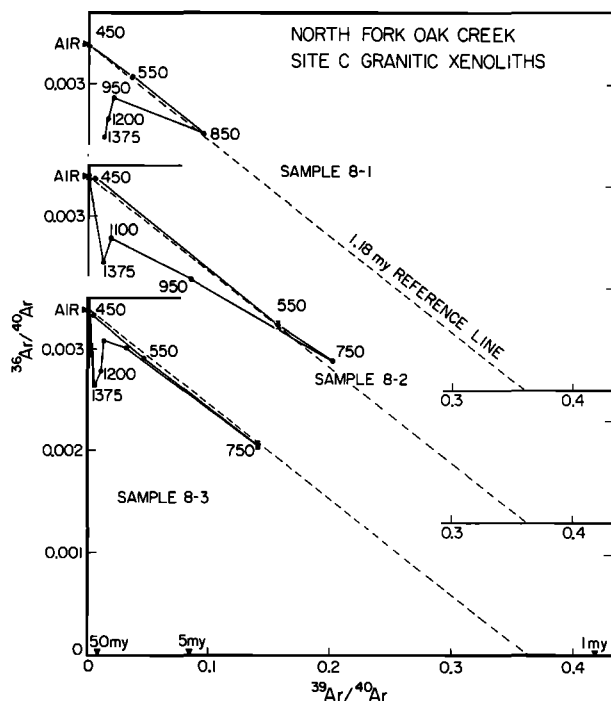 NORTH FORK OAK CREEK
SITE C GRANITIC XENOLITHS
AIR
450
550
0.003
950
1200
1375
850
SAMPLE 8-1
1.18 my REFERENCE LINE
AIR
450
0.003
1100
1375
950
550
750
SAMPLE 8-2
0.3
0.4
AIR
450
0.003
550
1200
1375
750
SAMPLE 8-3
0.3
0.4
0.002
0.001
0
50my
5my
1my
0
0.1
0.2
0.3
0.4
³⁶Ar/⁴⁰Ar
³⁹Ar/⁴⁰Ar